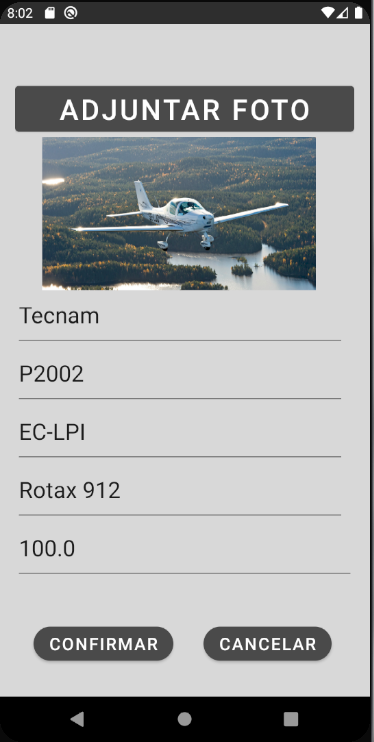 8:02
ADJUNTAR FOTO
Tecnam
P2002
EC-LPI
Rotax 912
100.0
CONFIRMAR CANCELAR